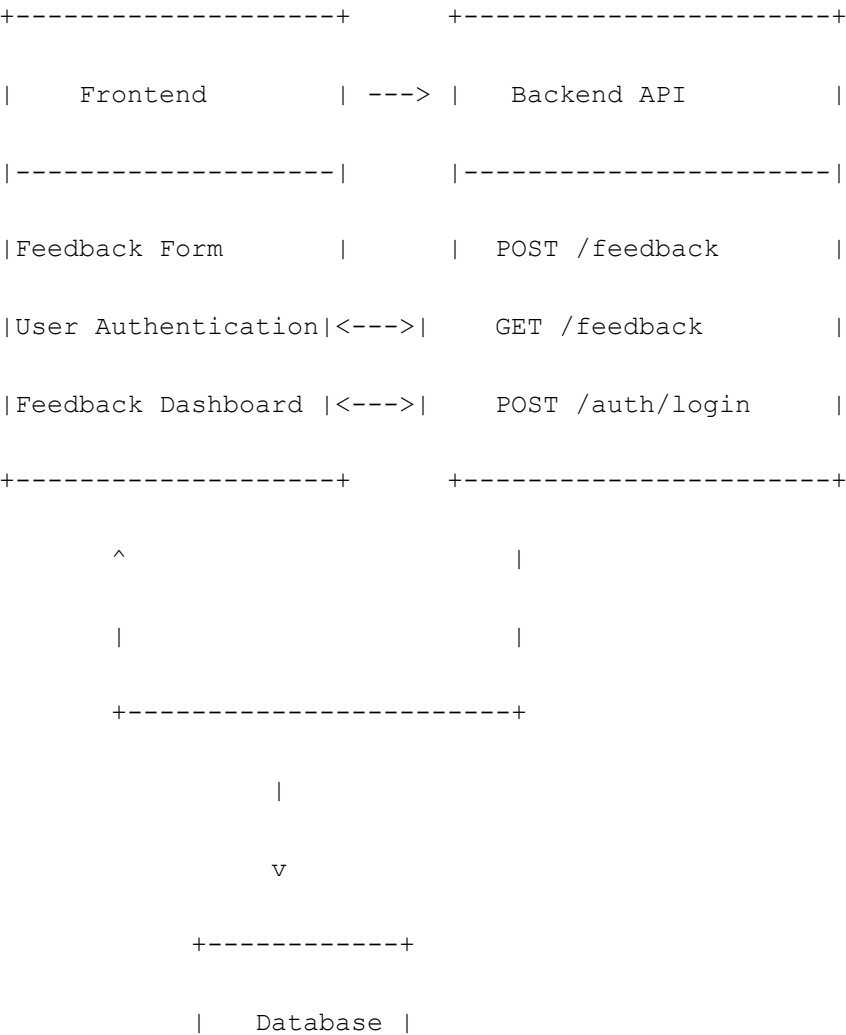 +--------------------+ +-----------------------+
| Frontend | ---> | Backend API |
|--------------------| |-----------------------|
|Feedback Form | | POST /feedback |
|User Authentication|<--->| GET /feedback |
|Feedback Dashboard |<--->| POST /auth/login |
+--------------------+ +-----------------------+
^ |
| |
+------------------------+
|
v
+------------+
| Database |